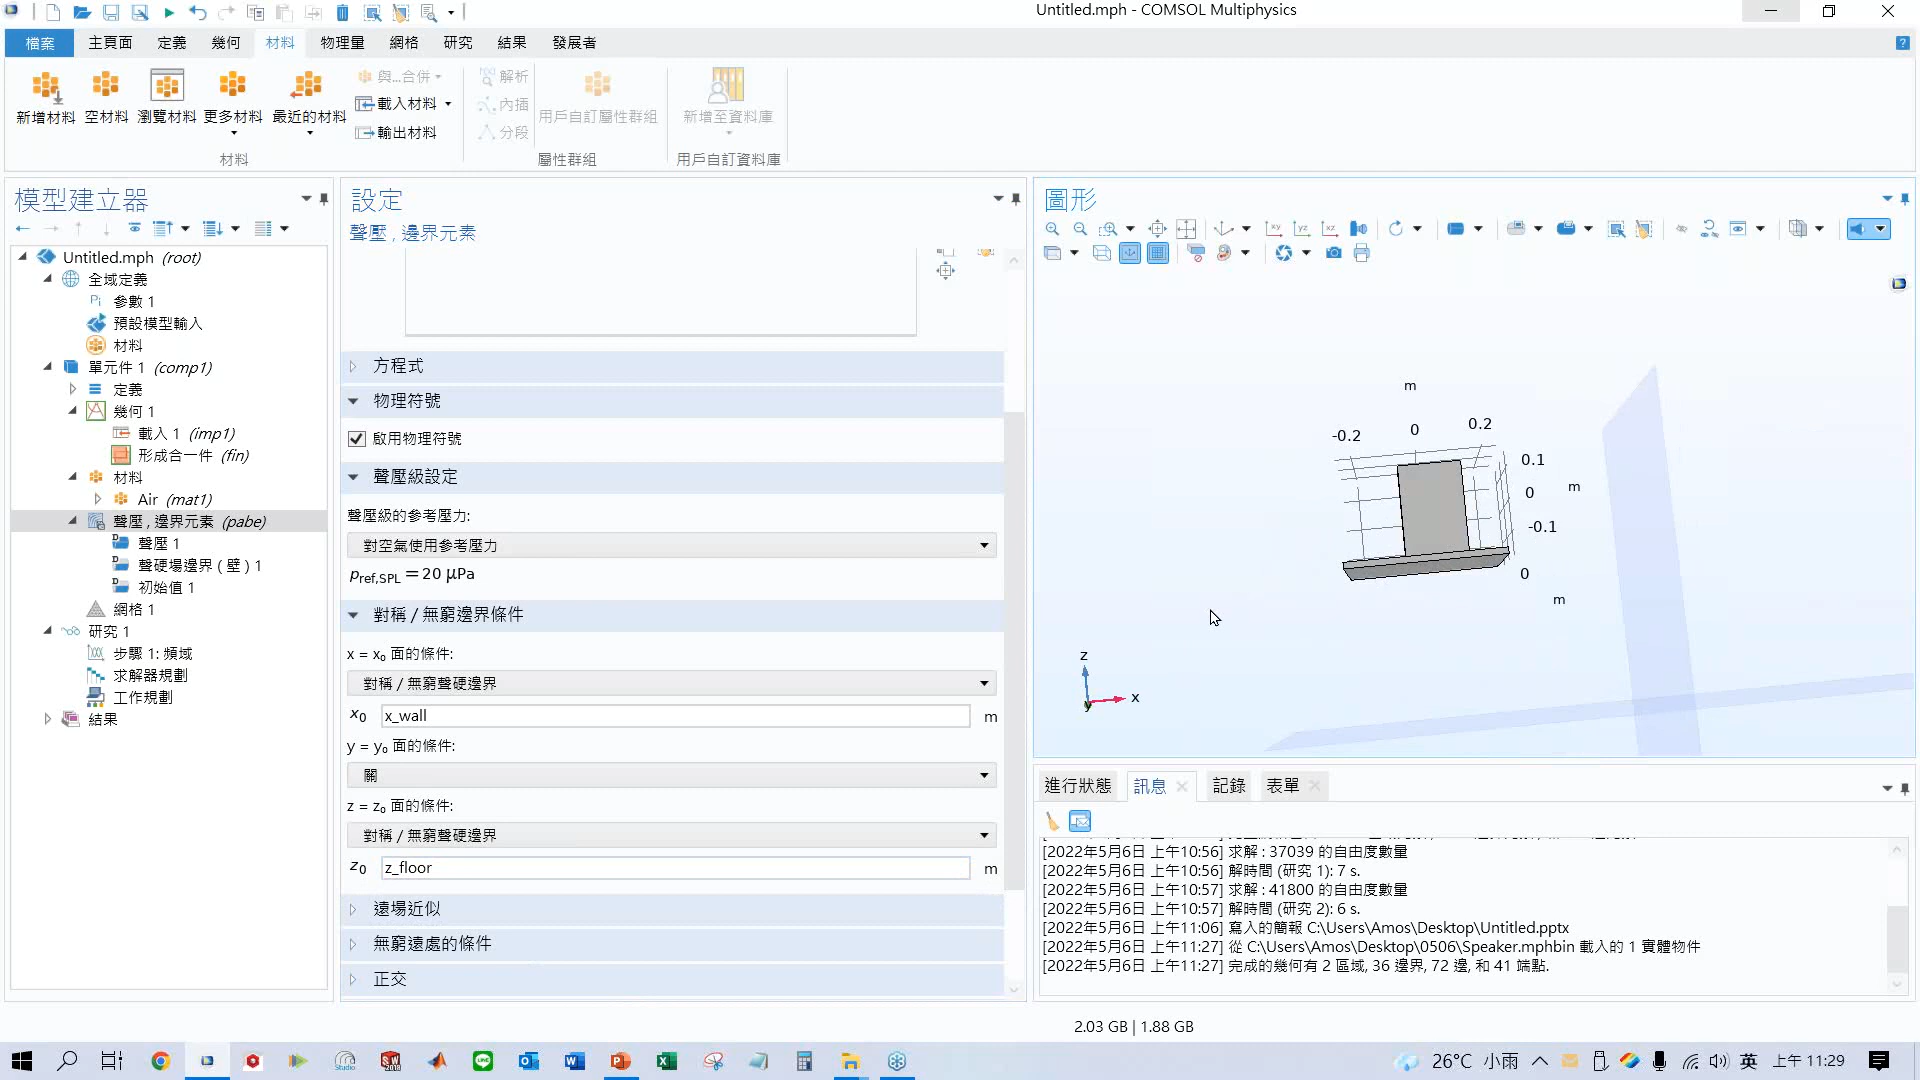 Untitled.mph - COMSOL Multiphysics
檔案 主頁面 定義 幾何 材料 物理量 網格 研究 結果 發展者
新增材料 空材料 瀏覽材料 更多材料 最近的材料
與...合併
載入材料
輸出材料
材料
解析
內插
分段
用戶自訂屬性群組
屬性群組
新增至資料庫
用戶自訂資料庫
模型建立器
Untitled.mph (root)
全域定義
Pi 參數 1
預設模型輸入
材料
單元件 1 (comp1)
定義
幾何 1
載入 1 (imp1)
形成合一件 (fin)
材料
Air (mat1)
聲壓 , 邊界元素 (pabe)
聲壓 1
聲硬場邊界 ( 壁 ) 1
初始值 1
網格 1
研究 1
步驟 1: 頻域
求解器規劃
工作規劃
結果
設定
聲壓 , 邊界元素
方程式
物理符號
啟用物理符號
聲壓級設定
聲壓級的參考壓力:
對空氣使用參考壓力
pref,SPL = 20 μPa
對稱 / 無窮邊界條件
x = x₀ 面的條件:
對稱 / 無窮聲硬邊界
x₀ x_wall m
y = y₀ 面的條件:
關
z = z₀ 面的條件:
對稱 / 無窮聲硬邊界
z₀ z_floor m
遠場近似
無窮遠處的條件
正交
圖形
m
-0.2 0 0.2
0.1
0 m
-0.1
0
m
z
x
y
進行狀態 訊息 記錄 表單
[2022年5月6日 上午10:56] 求解 : 37039 的自由度數量
[2022年5月6日 上午10:56] 解時間 (研究 1): 7 s.
[2022年5月6日 上午10:57] 求解 : 41800 的自由度數量
[2022年5月6日 上午10:57] 解時間 (研究 2): 6 s.
[2022年5月6日 上午11:06] 寫入的簡報 C:\Users\Amos\Desktop\Untitled.pptx
[2022年5月6日 上午11:27] 從 C:\Users\Amos\Desktop\0506\Speaker.mphbin 載入的 1 實體物件
[2022年5月6日 上午11:27] 完成的幾何有 2 區域, 36 邊界, 72 邊, 和 41 端點.
2.03 GB | 1.88 GB
26°C 小雨 英 上午 11:29